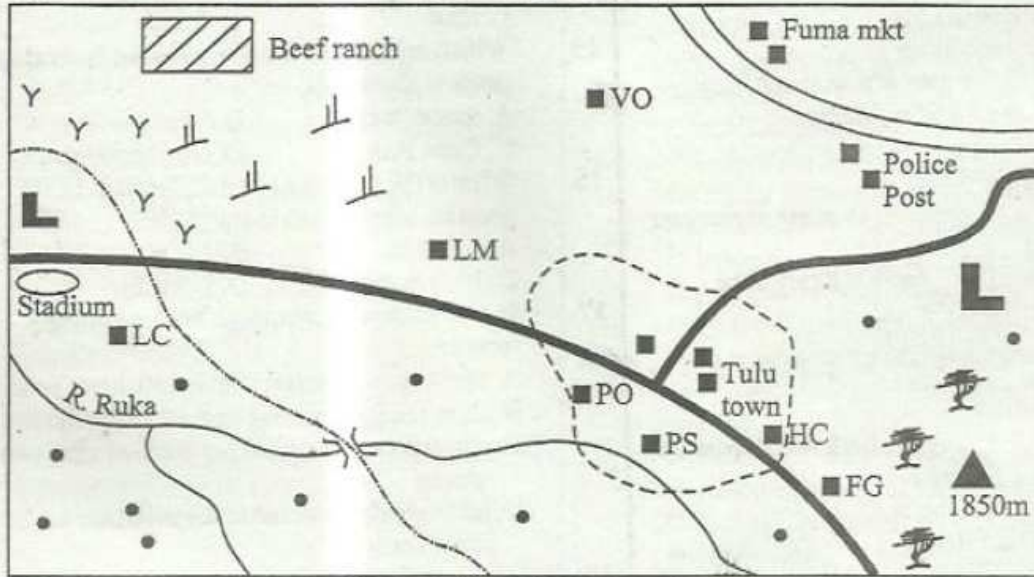 Beef ranch
Fuma mkt
VO
Police
Post
LM
Stadium
LC
R. Ruka
PO
Tulu
town
PS
HC
FG
1850m